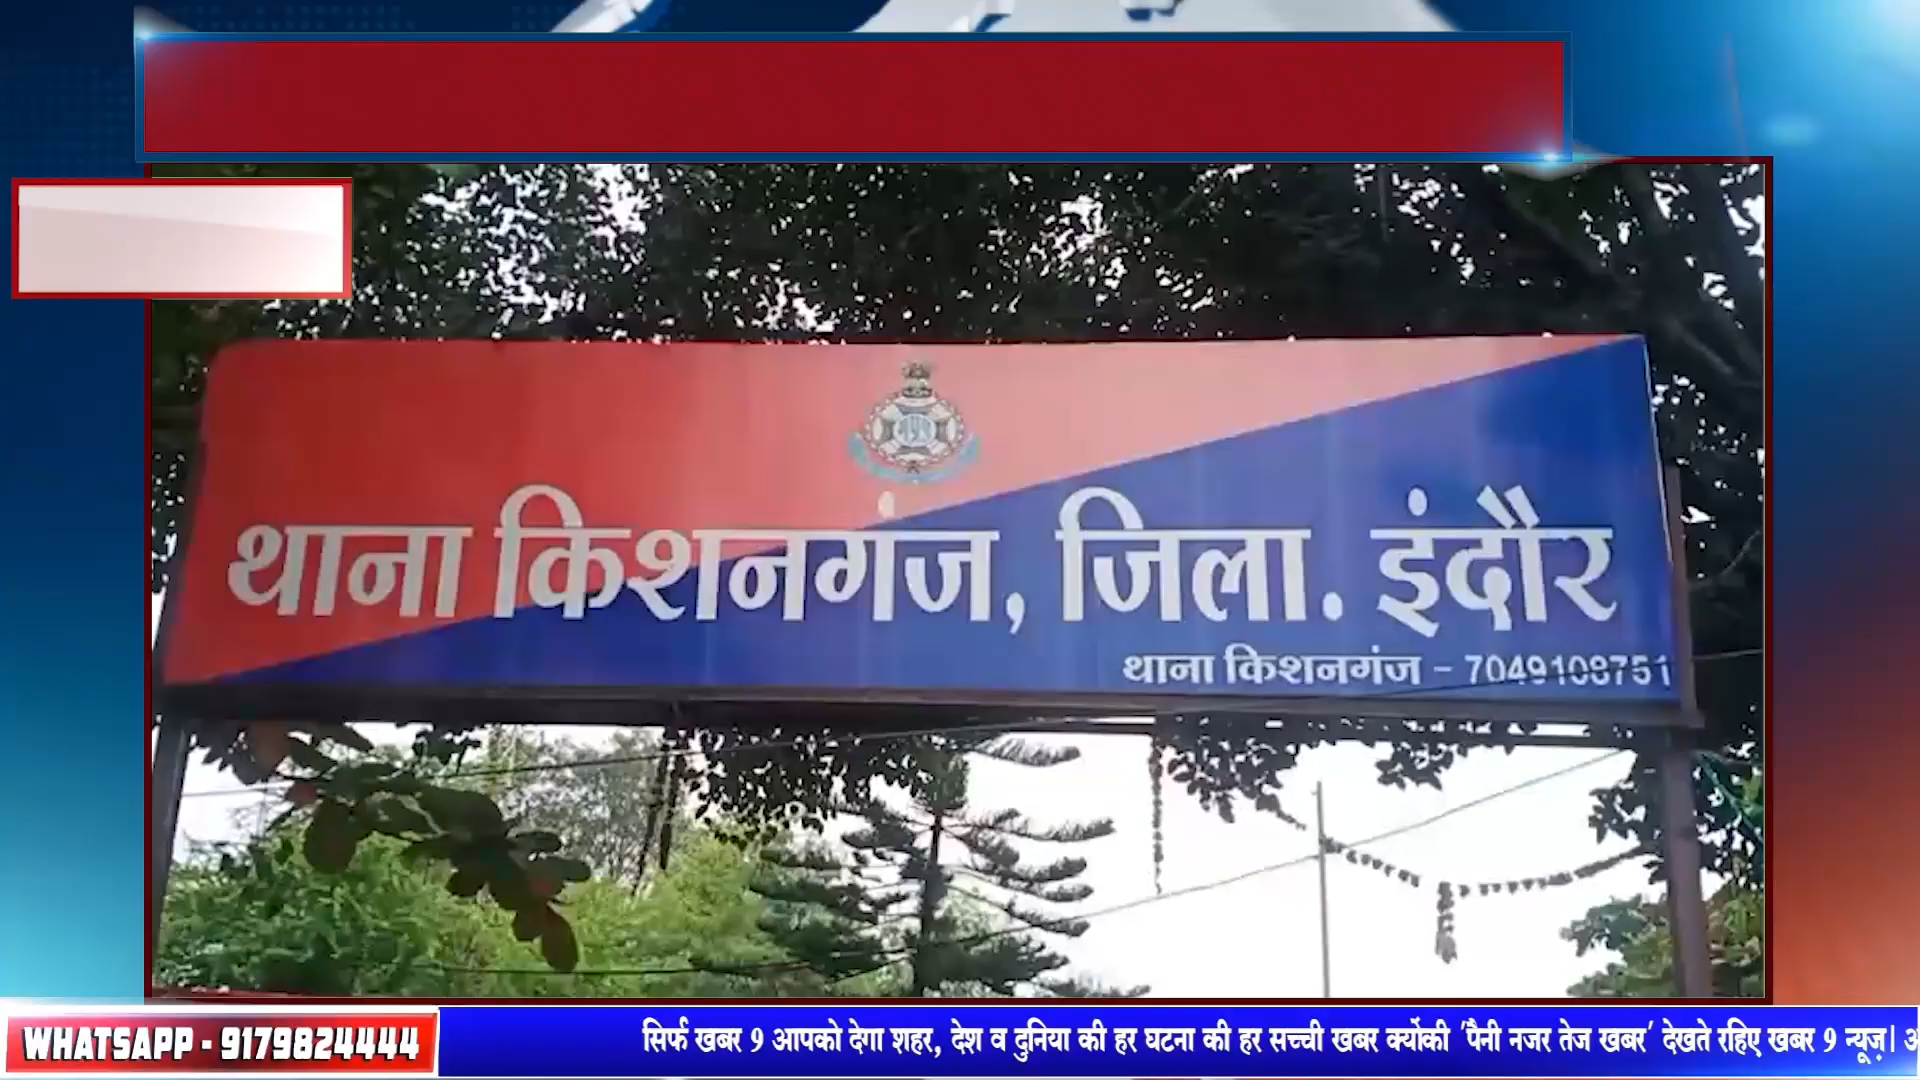 थाना किशनगंज, जिला. इंदौर
थाना किशनगंज - 7049108751
WHATSAPP - 9179824444
सिर्फ खबर 9 आपको देगा शहर, देश व दुनिया की हर घटना की हर सच्ची खबर क्योंकी 'पैनी नजर तेज खबर' देखते रहिए खबर 9 न्यूज़|